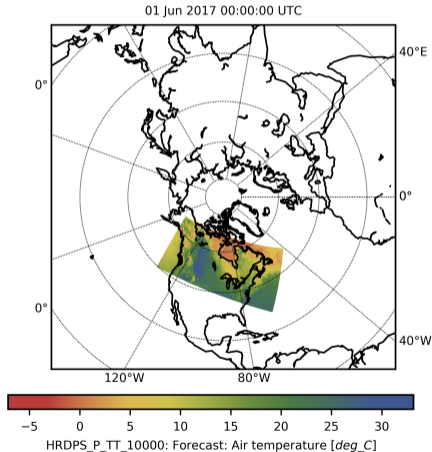 01 Jun 2017 00:00:00 UTC
40°E
0°
0°
0°
40°W
120°W 80°W
−5 0 5 10 15 20 25 30
HRDPS_P_TT_10000: Forecast: Air temperature [deg_C]